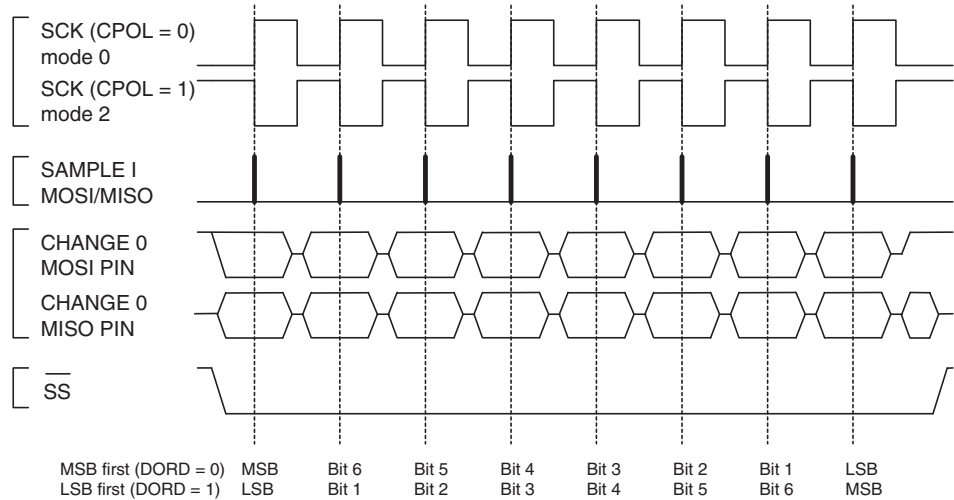 SCK (CPOL = 0)
mode 0
SCK (CPOL = 1)
mode 2
SAMPLE I
MOSI/MISO
CHANGE 0
MOSI PIN
CHANGE 0
MISO PIN
SS
MSB first (DORD = 0) MSB Bit 6 Bit 5 Bit 4 Bit 3 Bit 2 Bit 1 LSB
LSB first (DORD = 1) LSB Bit 1 Bit 2 Bit 3 Bit 4 Bit 5 Bit 6 MSB